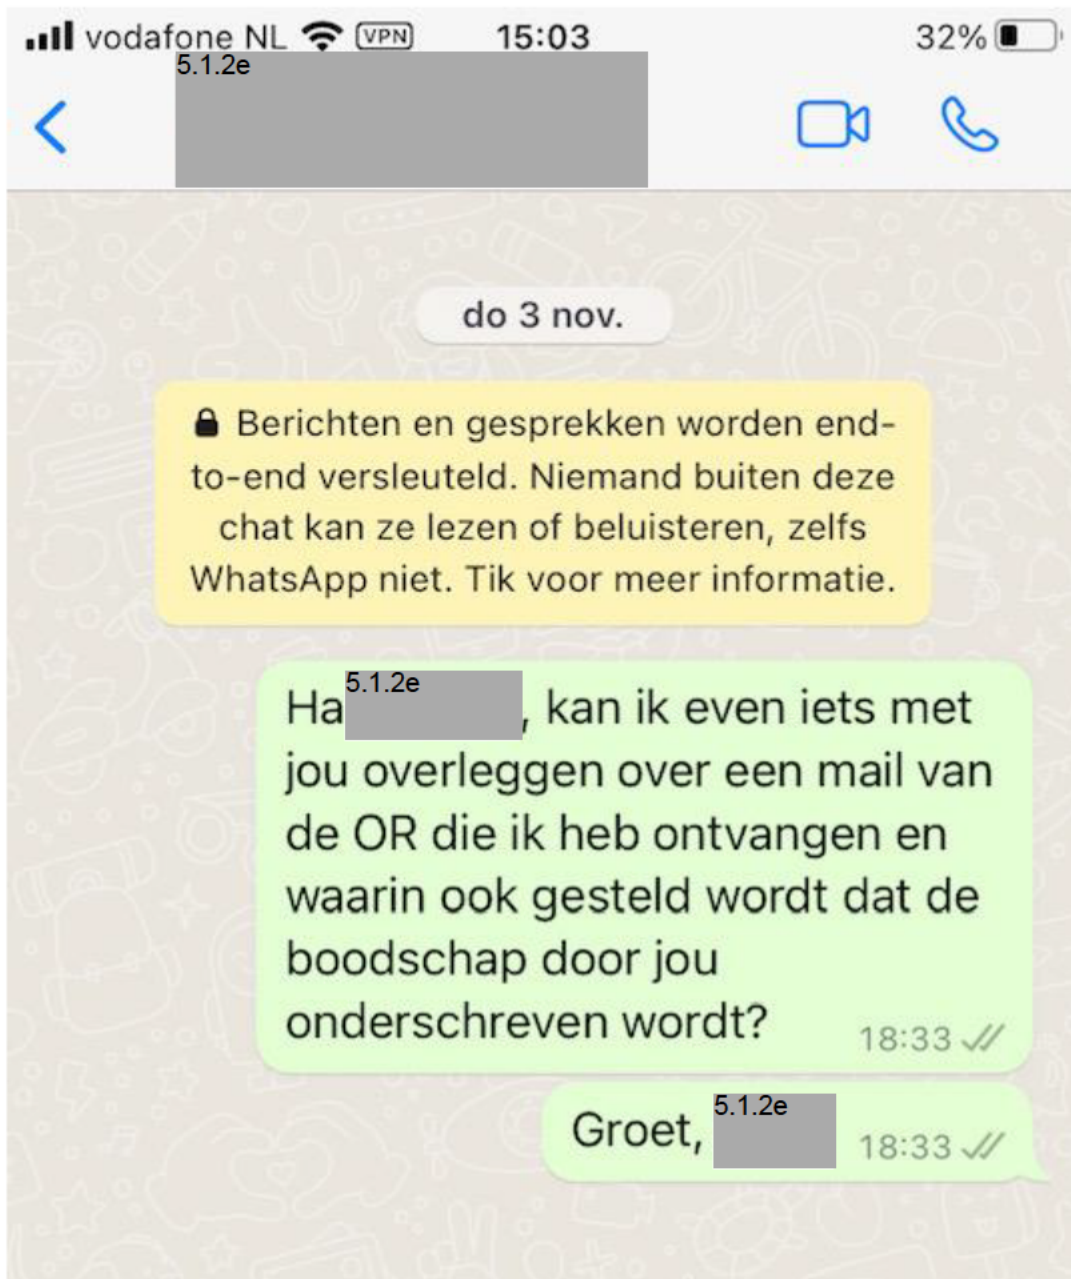 vodafone NL VPN 15:03 32%
5.1.2e
do 3 nov.
Berichten en gesprekken worden end-
to-end versleuteld. Niemand buiten deze
chat kan ze lezen of beluisteren, zelfs
WhatsApp niet. Tik voor meer informatie.
Ha 5.1.2e, kan ik even iets met
jou overleggen over een mail van
de OR die ik heb ontvangen en
waarin ook gesteld wordt dat de
boodschap door jou
onderschreven wordt? 18:33
Groet, 5.1.2e 18:33